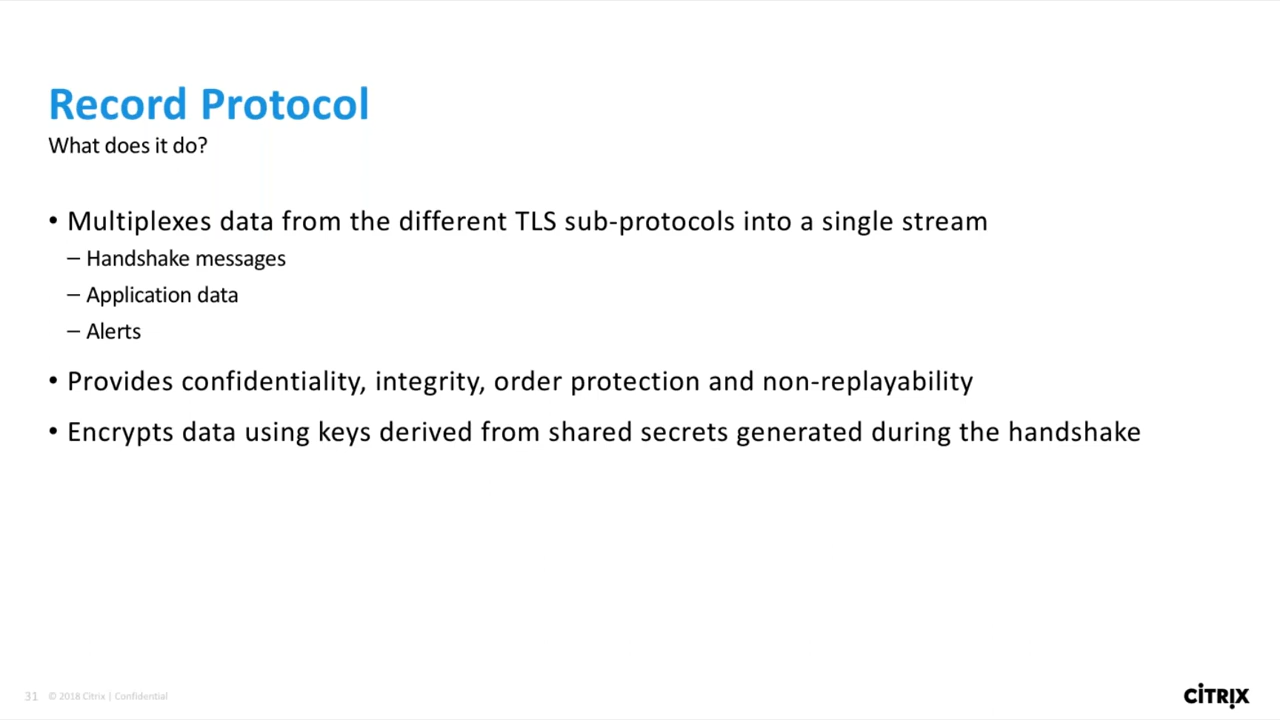 Record Protocol
What does it do?
• Multiplexes data from the different TLS sub-protocols into a single stream
– Handshake messages
– Application data
– Alerts
• Provides confidentiality, integrity, order protection and non-replayability
• Encrypts data using keys derived from shared secrets generated during the handshake
31 © 2018 Citrix | Confidential
CİTRIX